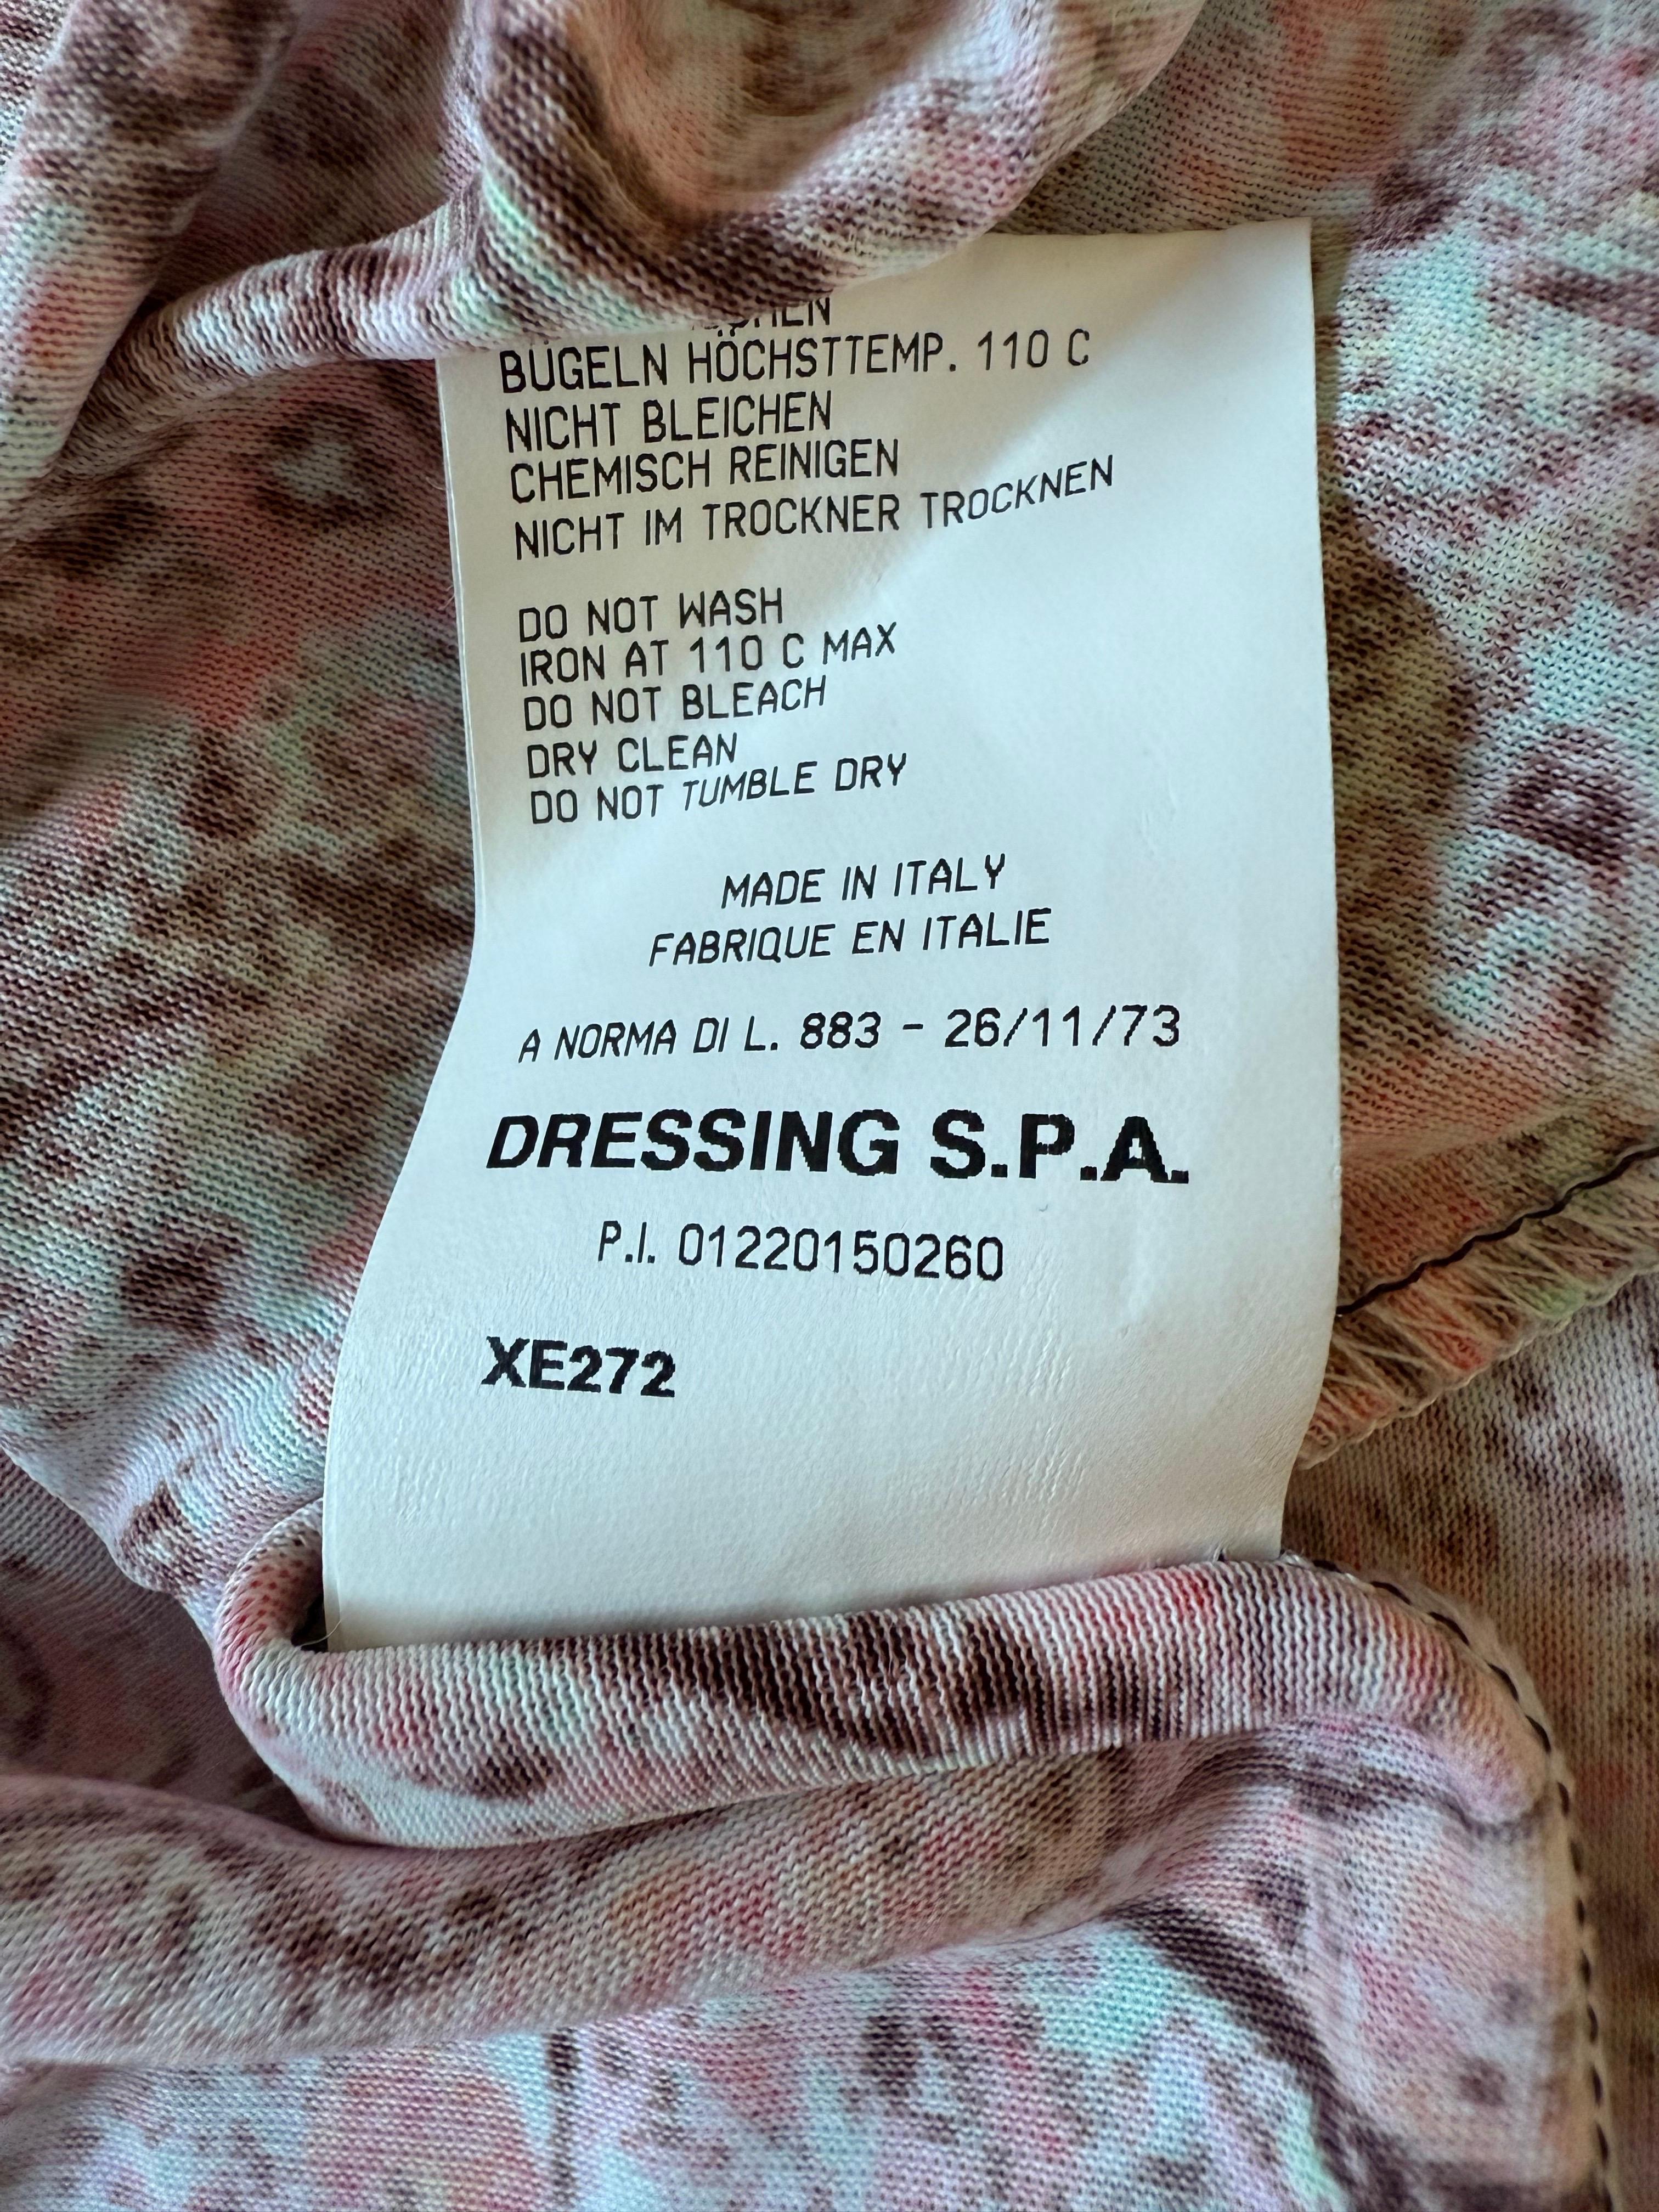 BÜGELN HÖCHSTTEMP. 110 C
NICHT BLEICHEN
CHEMISCH REINIGEN
NICHT IM TROCKNER TROCKNEN
DO NOT WASH
IRON AT 110 C MAX
DO NOT BLEACH
DRY CLEAN
DO NOT TUMBLE DRY
MADE IN ITALY
FABRIQUE EN ITALIE
A NORMA DI L. 883 - 26/11/73
DRESSING S.P.A.
P.I. 01220150260
XE272